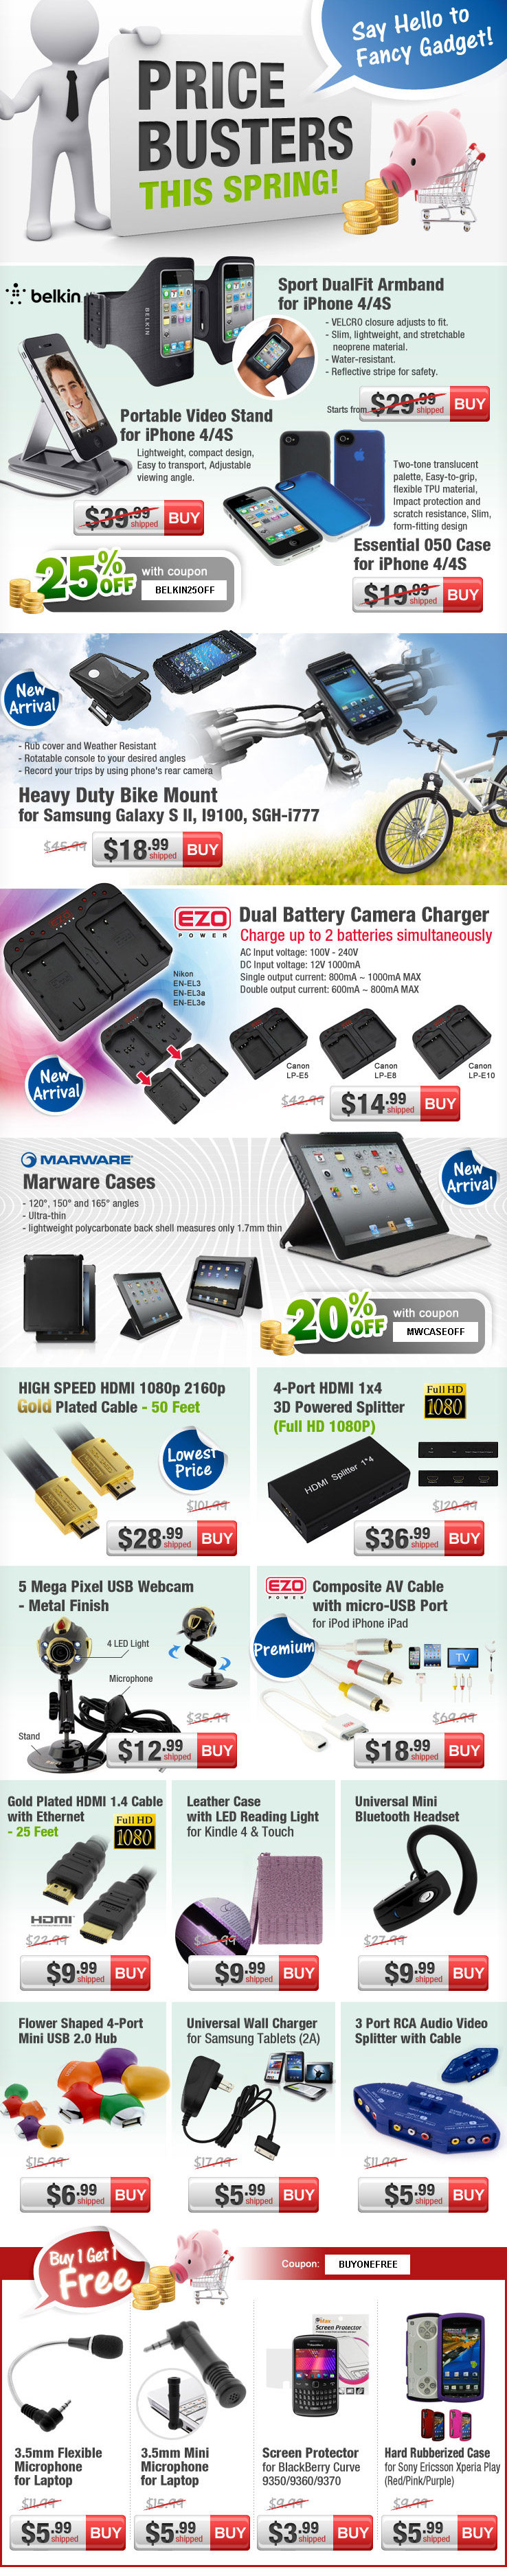 Say Hello to
Fancy Gadget!
PRICE
BUSTERS
THIS SPRING!
belkin
BELKIN
Sport DualFit Armband
for iPhone 4/4S
- VELCRO closure adjusts to fit.
- Slim, lightweight, and stretchable
neoprene material.
- Water-resistant.
- Reflective stripe for safety.
Starts from $29.99 shipped BUY
Portable Video Stand
for iPhone 4/4S
Lightweight, compact design,
Easy to transport, Adjustable
viewing angle.
$39.99 shipped BUY
Two-tone translucent
palette, Easy-to-grip,
flexible TPU material,
Impact protection and
scratch resistance, Slim,
form-fitting design
Essential 050 Case
for iPhone 4/4S
$19.99 shipped BUY
25% OFF
with coupon
BELKIN25OFF
New
Arrival
- Rub cover and Weather Resistant
- Rotatable console to your desired angles
- Record your trips by using phone's rear camera
Heavy Duty Bike Mount
for Samsung Galaxy S II, I9100, SGH-i777
$45.99 $18.99 shipped BUY
EZO
EZO
POWER
Dual Battery Camera Charger
Charge up to 2 batteries simultaneously
AC Input voltage: 100V - 240V
DC Input voltage: 12V 1000mA
Single output current: 800mA ~ 1000mA MAX
Double output current: 600mA ~ 800mA MAX
Nikon
EN-EL3
EN-EL3a
EN-EL3e
New
Arrival
Canon
LP-E5
Canon
LP-E8
Canon
LP-E10
$42.99 $14.99 shipped BUY
MARWARE
Marware Cases
- 120°, 150° and 165° angles
- Ultra-thin
- lightweight polycarbonate back shell measures only 1.7mm thin
New
Arrival
20% OFF
with coupon
MWCASEOFF
HIGH SPEED HDMI 1080p 2160p
Gold Plated Cable - 50 Feet
Lowest
Price
$101.99
$28.99 shipped BUY
4-Port HDMI 1x4
3D Powered Splitter
(Full HD 1080P)
Full HD
1080
HDMI Splitter 1*4
$120.99
$36.99 shipped BUY
5 Mega Pixel USB Webcam
- Metal Finish
4 LED Light
Microphone
Stand
$35.99
$12.99 shipped BUY
EZO
POWER
Composite AV Cable
with micro-USB Port
for iPod iPhone iPad
Premium
TV
$69.99
$18.99 shipped BUY
Gold Plated HDMI 1.4 Cable
with Ethernet
- 25 Feet
Full HD
1080
HDMI
$22.99
$9.99 shipped BUY
Leather Case
with LED Reading Light
for Kindle 4 & Touch
$9.99 shipped BUY
Universal Mini
Bluetooth Headset
$27.99
$9.99 shipped BUY
Flower Shaped 4-Port
Mini USB 2.0 Hub
$15.99
$6.99 shipped BUY
Universal Wall Charger
for Samsung Tablets (2A)
$17.99
$5.99 shipped BUY
3 Port RCA Audio Video
Splitter with Cable
$11.99
$5.99 shipped BUY
Buy 1 Get 1
Free
Coupon: BUYONEFREE
3.5mm Flexible
Microphone
for Laptop
$11.99
$5.99 shipped BUY
3.5mm Mini
Microphone
for Laptop
$15.99
$5.99 shipped BUY
Screen Protector
Screen Protector
for BlackBerry Curve
9350/9360/9370
$9.99
$3.99 shipped BUY
Hard Rubberized Case
for Sony Ericsson Xperia Play
(Red/Pink/Purple)
$9.99
$5.99 shipped BUY